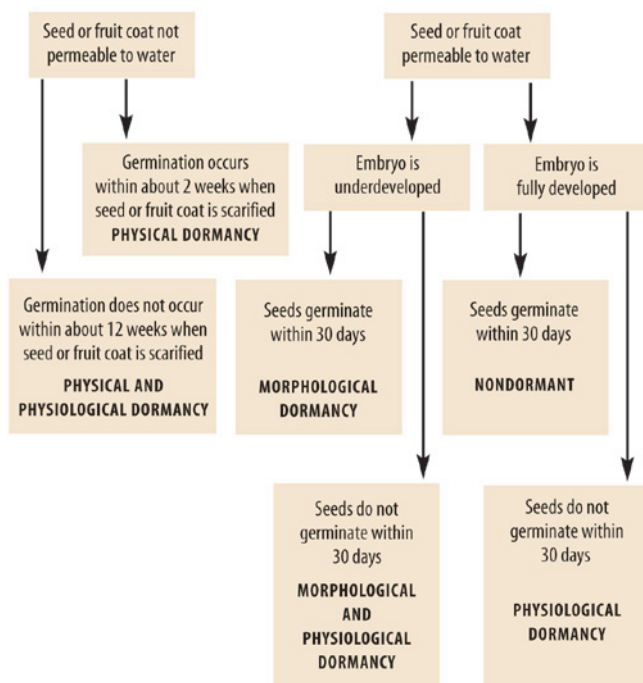 Seed or fruit coat not
permeable to water
Germination occurs
within about 2 weeks when
seed or fruit coat is scarified
PHYSICAL DORMANCY
Germination does not occur
within about 12 weeks when
seed or fruit coat is scarified
PHYSICAL AND
PHYSIOLOGICAL DORMANCY
Seed or fruit coat
permeable to water
Embryo is
underdeveloped
Seeds germinate
within 30 days
MORPHOLOGICAL
DORMANCY
Seeds do not
germinate within
30 days
MORPHOLOGICAL
AND
PHYSIOLOGICAL
DORMANCY
Embryo is
fully developed
Seeds germinate
within 30 days
NONDORMANT
Seeds do not
germinate within
30 days
PHYSIOLOGICAL
DORMANCY